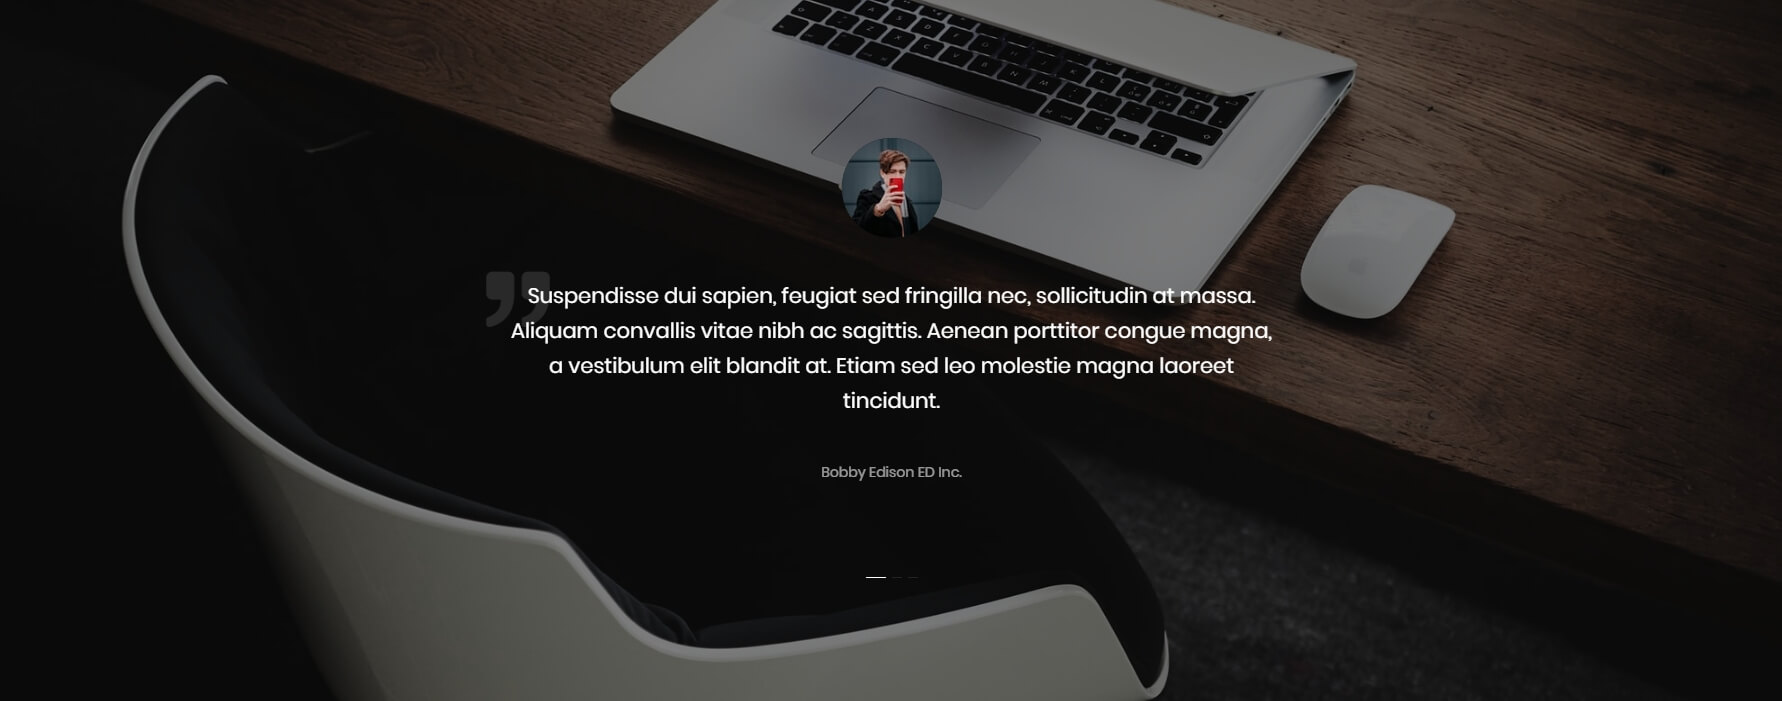 Suspendisse dui sapien, feugiat sed fringilla nec, sollicitudin at massa.
Aliquam convallis vitae nibh ac sagittis. Aenean porttitor congue magna,
a vestibulum elit blandit at. Etiam sed leo molestie magna laoreet
tincidunt.
Bobby Edison ED Inc.